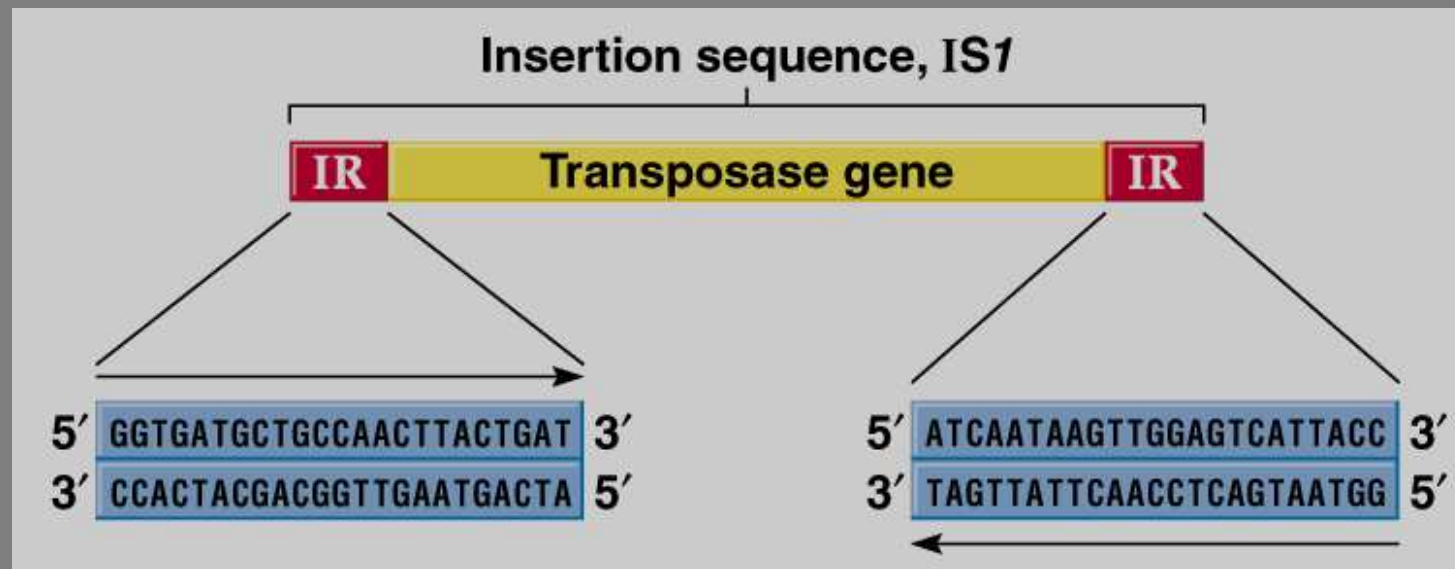 Insertion sequence, IS1
IR Transposase gene IR
5′ GGTGATGCTGCCAACTTACTGAT 3′
3′ CCACTACGACGGTTGAATGACTA 5′
5′ ATCAATAAGTTGGAGTCATTACC 3′
3′ TAGTTATTCAACCTCAGTAATGG 5′